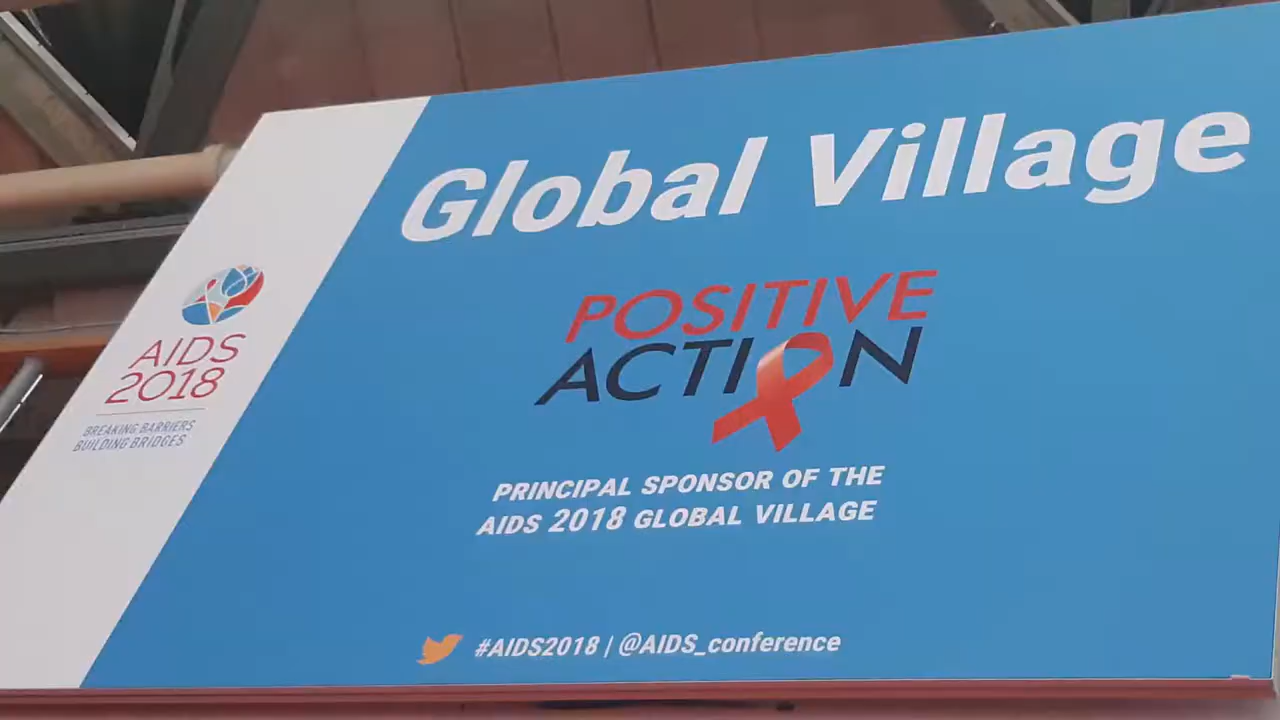 Global Village
AIDS
2018
BREAKING BARRIERS
BUILDING BRIDGES
POSITIVE
ACTION
PRINCIPAL SPONSOR OF THE
AIDS 2018 GLOBAL VILLAGE
#AIDS2018 | @AIDS_conference